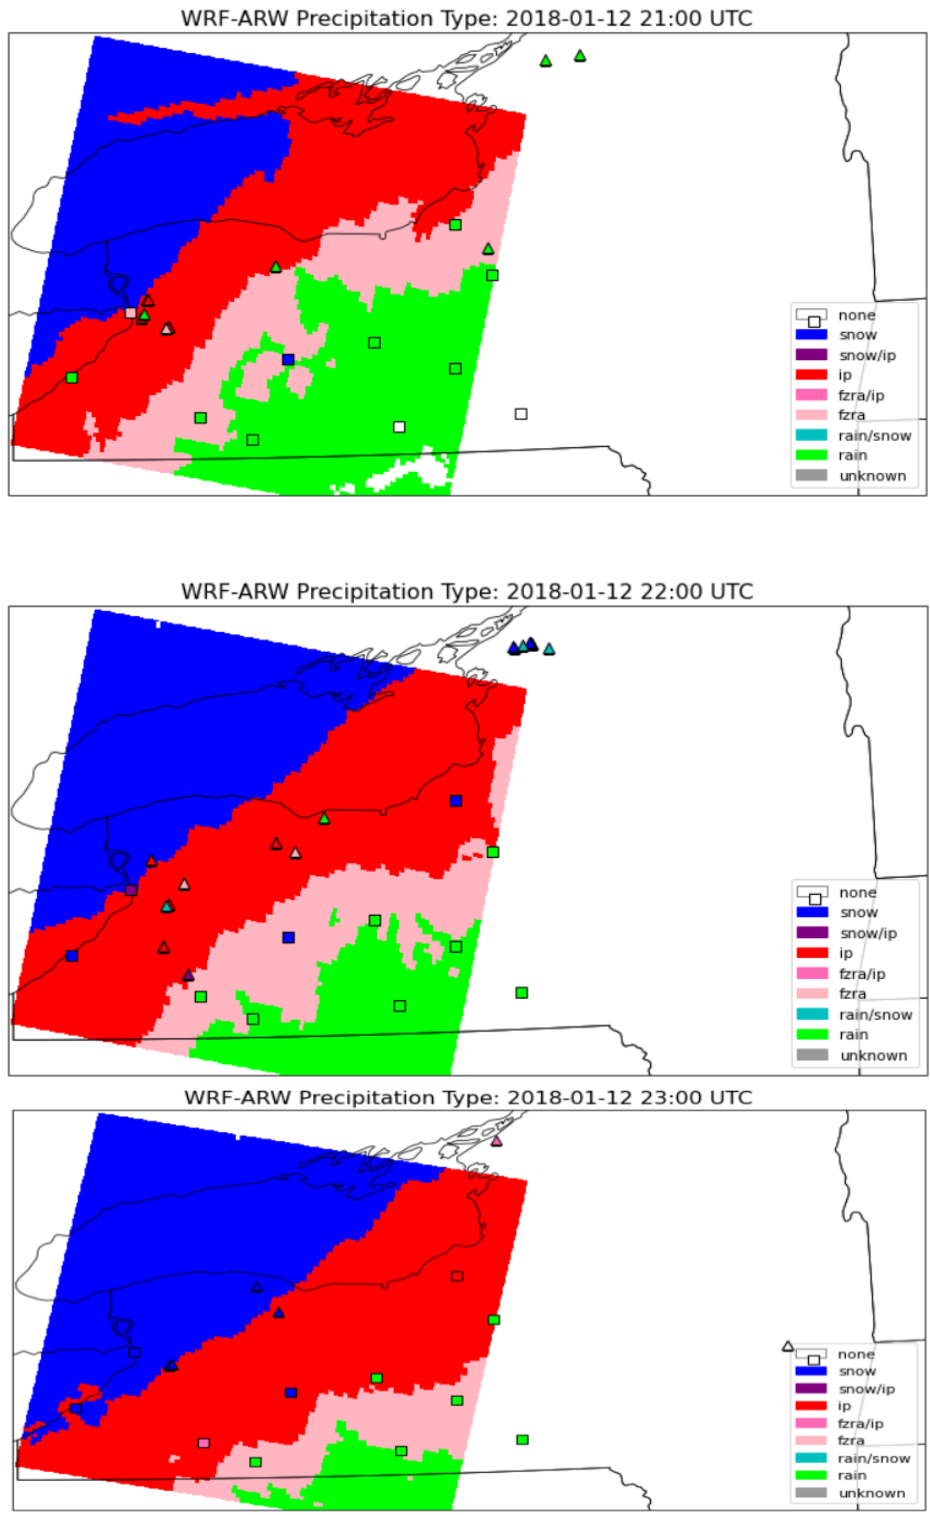 WRF-ARW Precipitation Type: 2018-01-12 21:00 UTC
none
snow
snow/ip
ip
fzra/ip
fzra
rain/snow
rain
unknown
WRF-ARW Precipitation Type: 2018-01-12 22:00 UTC
none
snow
snow/ip
ip
fzra/ip
fzra
rain/snow
rain
unknown
WRF-ARW Precipitation Type: 2018-01-12 23:00 UTC
none
snow
snow/ip
ip
fzra/ip
fzra
rain/snow
rain
unknown